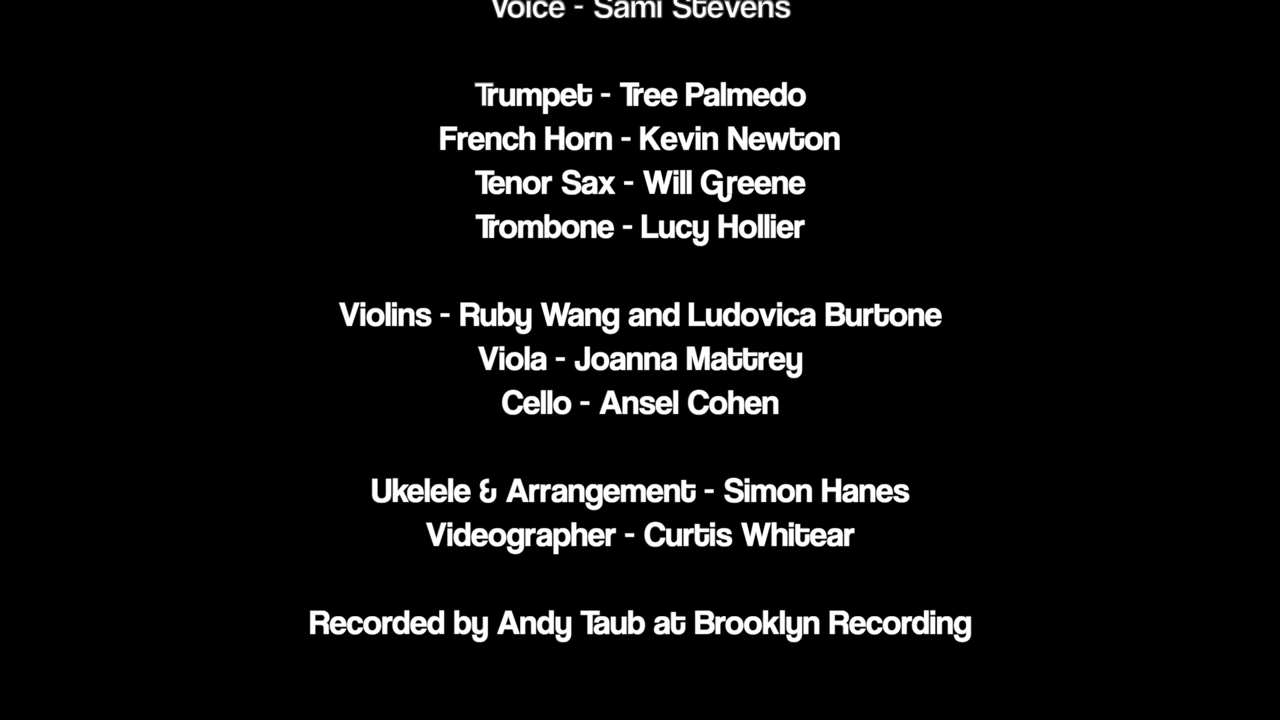 Voice - Sami Stevens
Trumpet - Tree Palmedo
French Horn - Kevin Newton
Tenor Sax - Will Greene
Trombone - Lucy Hollier
Violins - Ruby Wang and Ludovica Burtone
Viola - Joanna Mattrey
Cello - Ansel Cohen
Ukelele & Arrangement - Simon Hanes
Videographer - Curtis Whitear
Recorded by Andy Taub at Brooklyn Recording